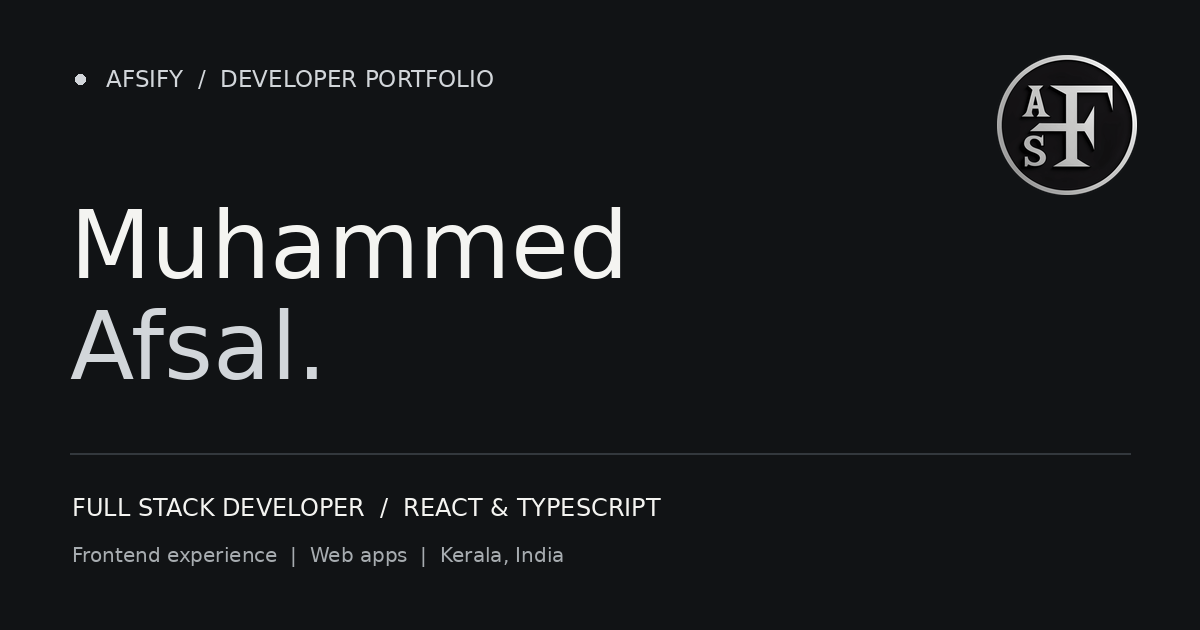 AFSIFY / DEVELOPER PORTFOLIO
A
F
S
Muhammed
Afsal.
FULL STACK DEVELOPER / REACT & TYPESCRIPT
Frontend experience | Web apps | Kerala, India